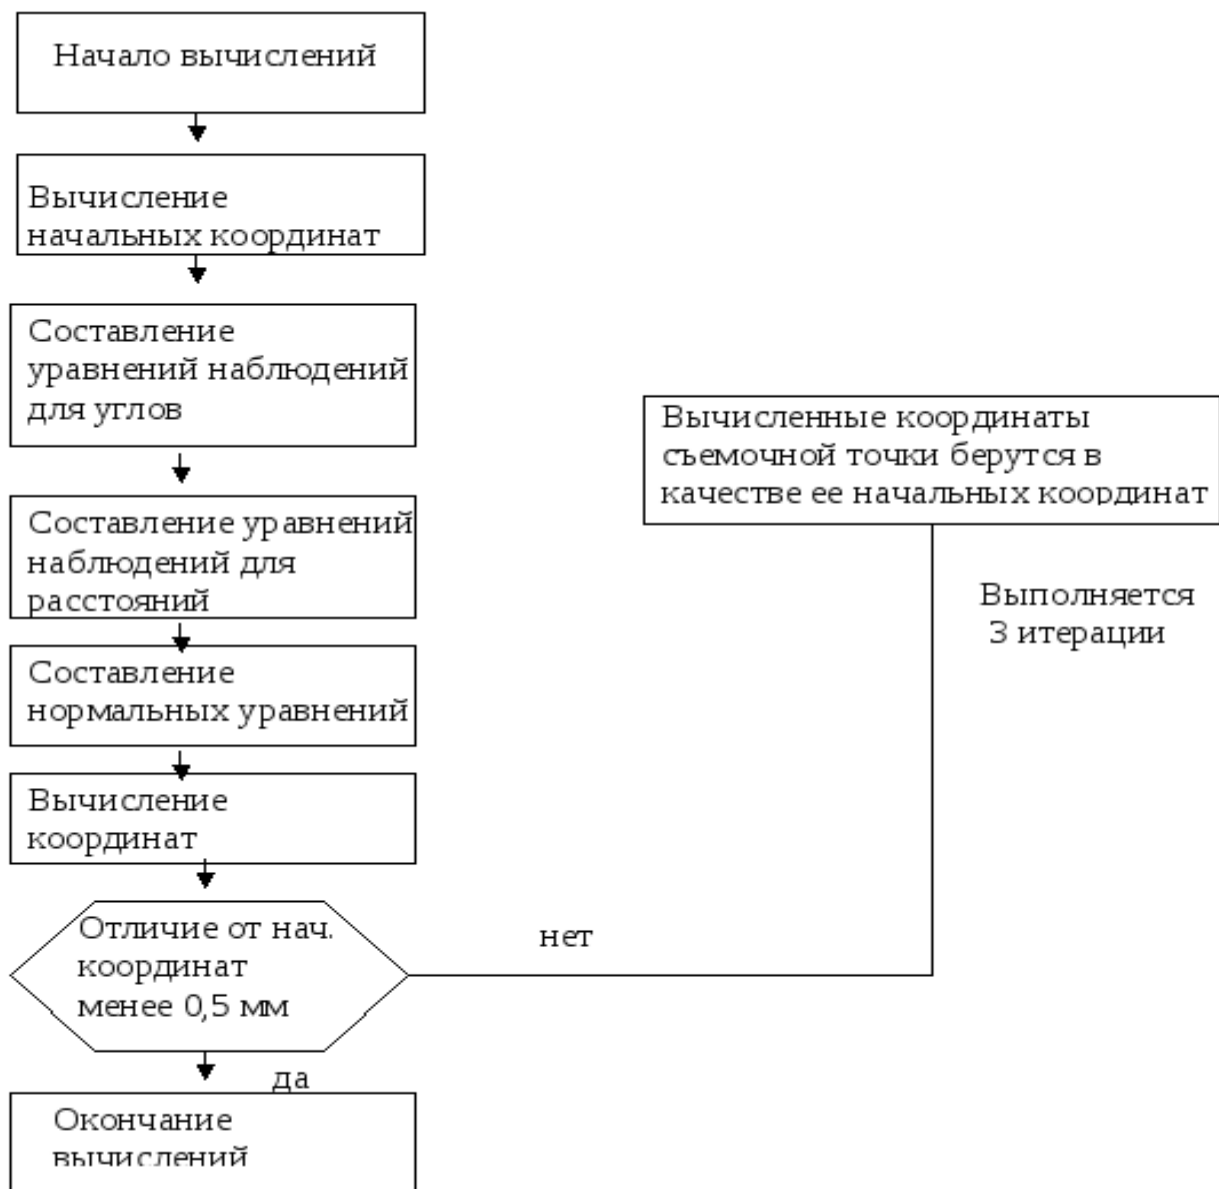 Начало вычислений
Вычисление
начальных координат
Составление
уравнений наблюдений
для углов
Составление уравнений
наблюдений для
расстояний
Составление
нормальных уравнений
Вычисление
координат
Отличие от нач.
координат
менее 0,5 мм
нет
да
Окончание
вычислений
Вычисленные координаты
съемочной точки берутся в
качестве ее начальных координат
Выполняется
3 итерации